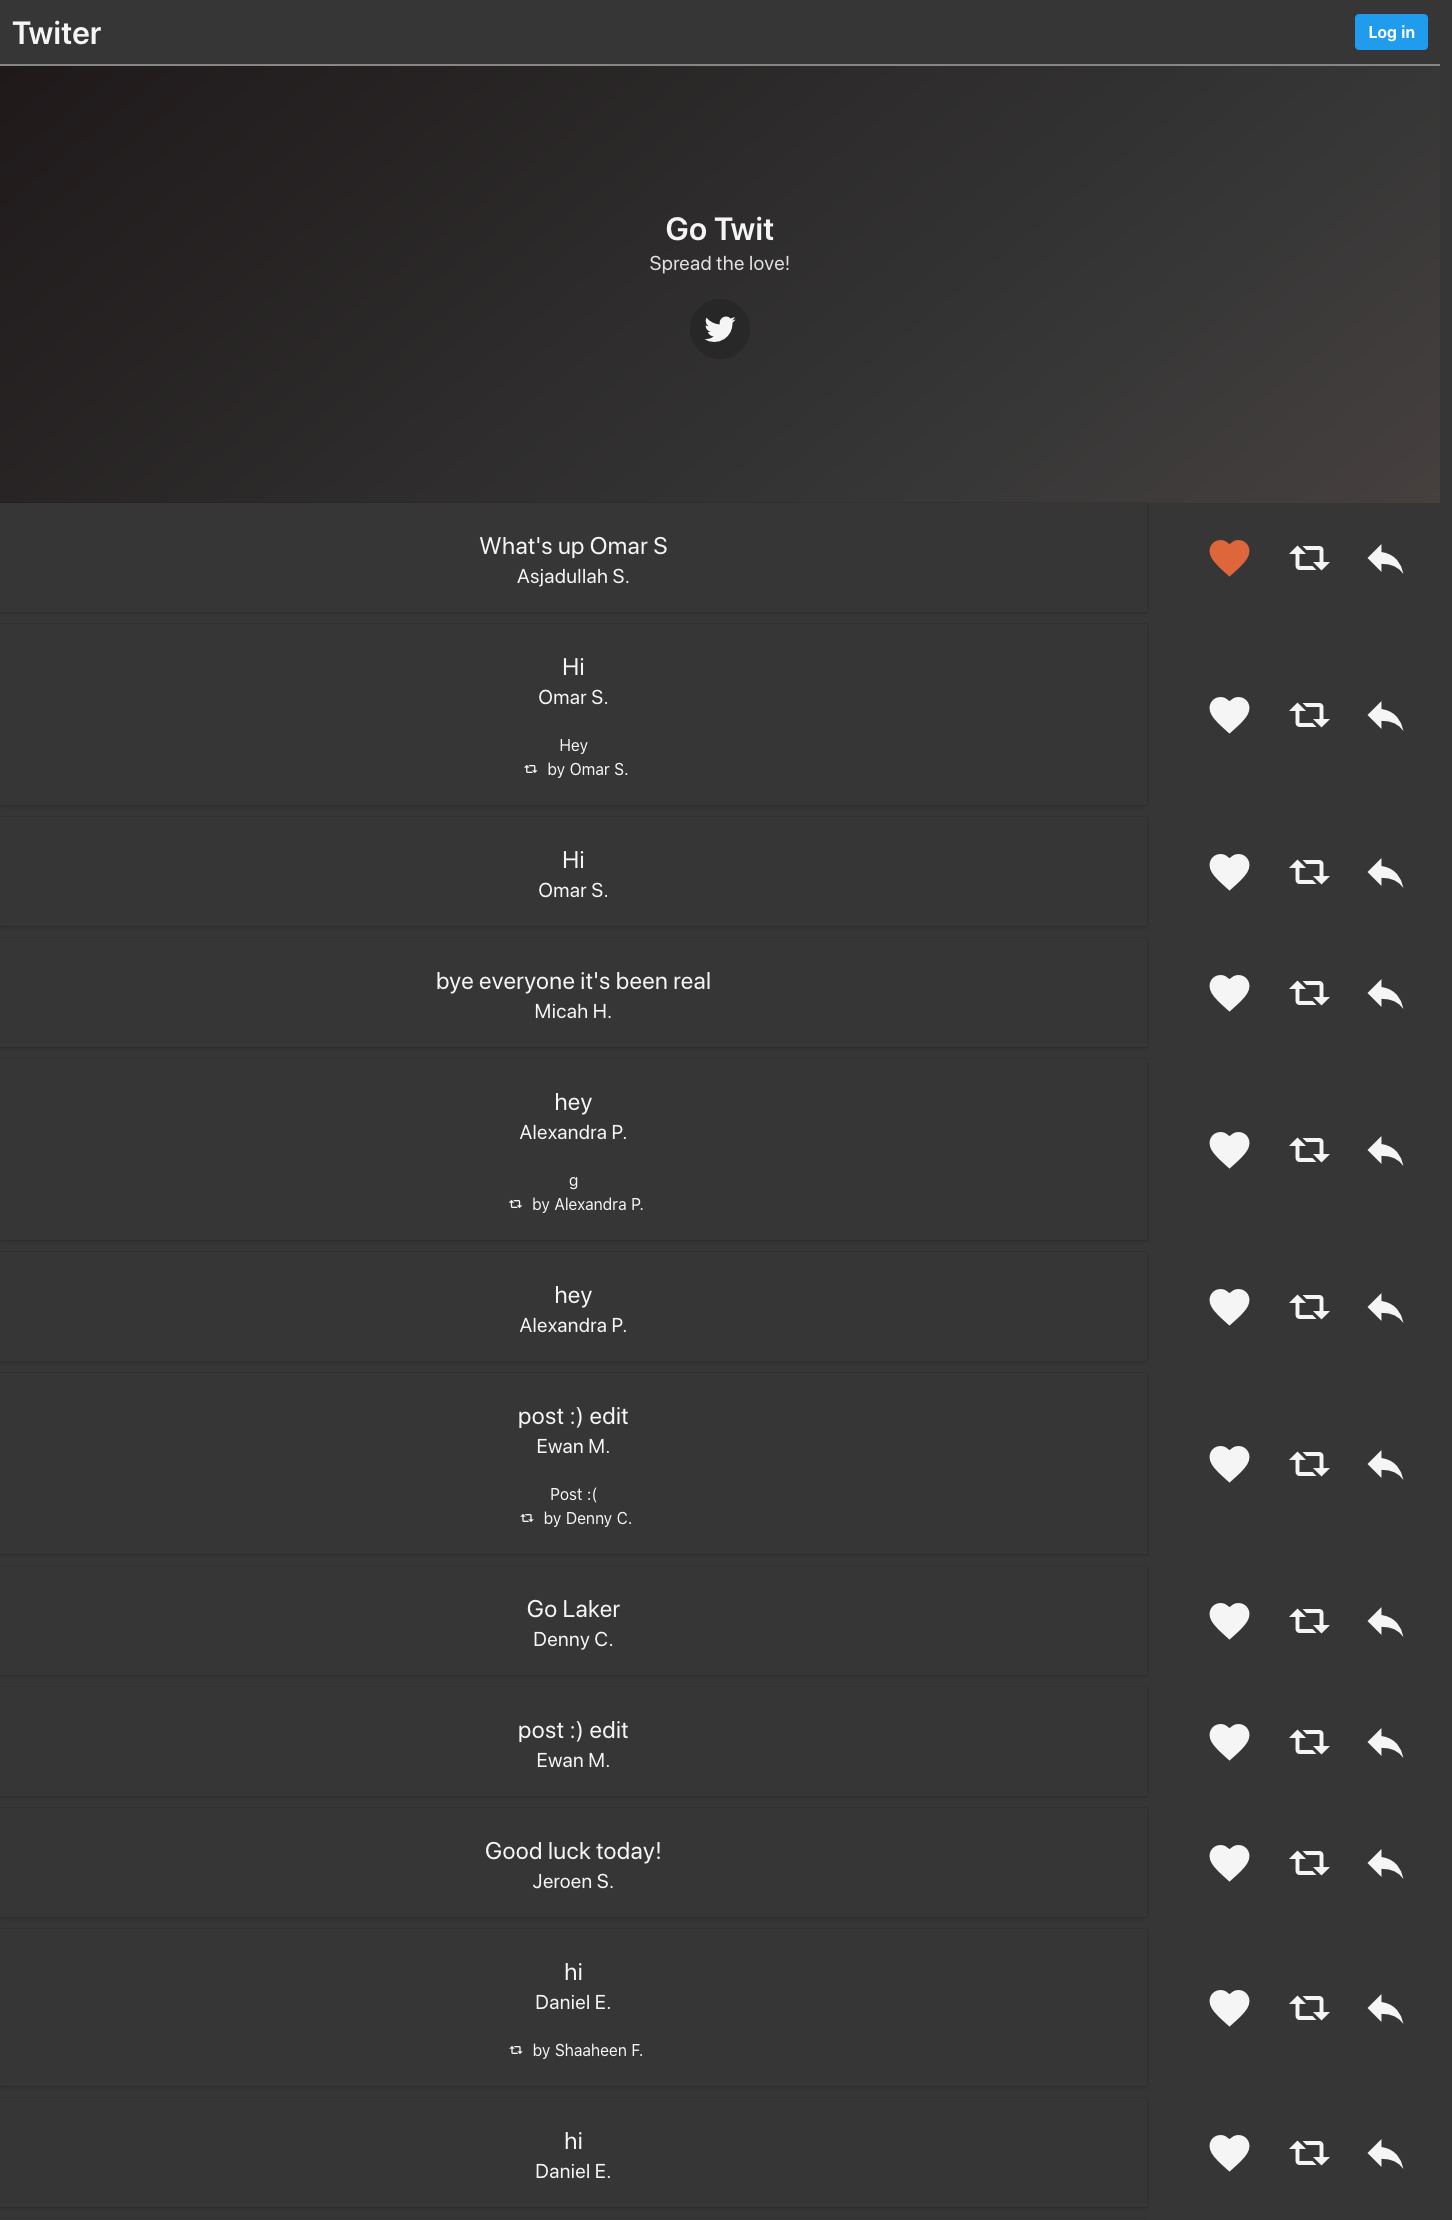 Twiter
Log in
Go Twit
Spread the love!
What's up Omar S
Asjadullah S.
Hi
Omar S.
Hey
by Omar S.
Hi
Omar S.
bye everyone it's been real
Micah H.
hey
Alexandra P.
g
by Alexandra P.
hey
Alexandra P.
post :) edit
Ewan M.
Post :(
by Denny C.
Go Laker
Denny C.
post :) edit
Ewan M.
Good luck today!
Jeroen S.
hi
Daniel E.
by Shaaheen F.
hi
Daniel E.